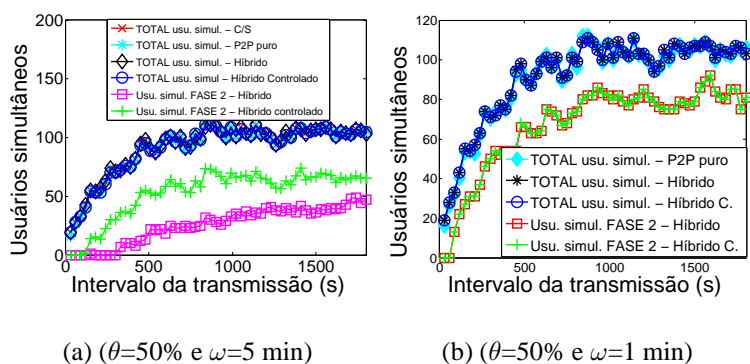 200
150
100
50
0
Usuários simultâneos
500
1000
1500
Intervalo da transmissão (s)
TOTAL usu. simul. – C/S
TOTAL usu. simul. - P2P puro
TOTAL usu. simul. – Híbrido
TOTAL usu. simul – Híbrido Controlado
Usu. simul. FASE 2 – Híbrido
Usu. simul. FASE 2 - Híbrido controlado
(a) (θ=50% e ω=5 min)
120
100
80
60
40
20
0
0
Usuários simultâneos
500
1000
1500
Intervalo da transmissão (s)
TOTAL usu. simul. – P2P puro
TOTAL usu. simul. – Híbrido
TOTAL usu. simul. – Híbrido C.
Usu. simul. FASE 2 – Híbrido
Usu. simul. FASE 2 – Híbrido C.
(b) (θ=50% e ω=1 min)